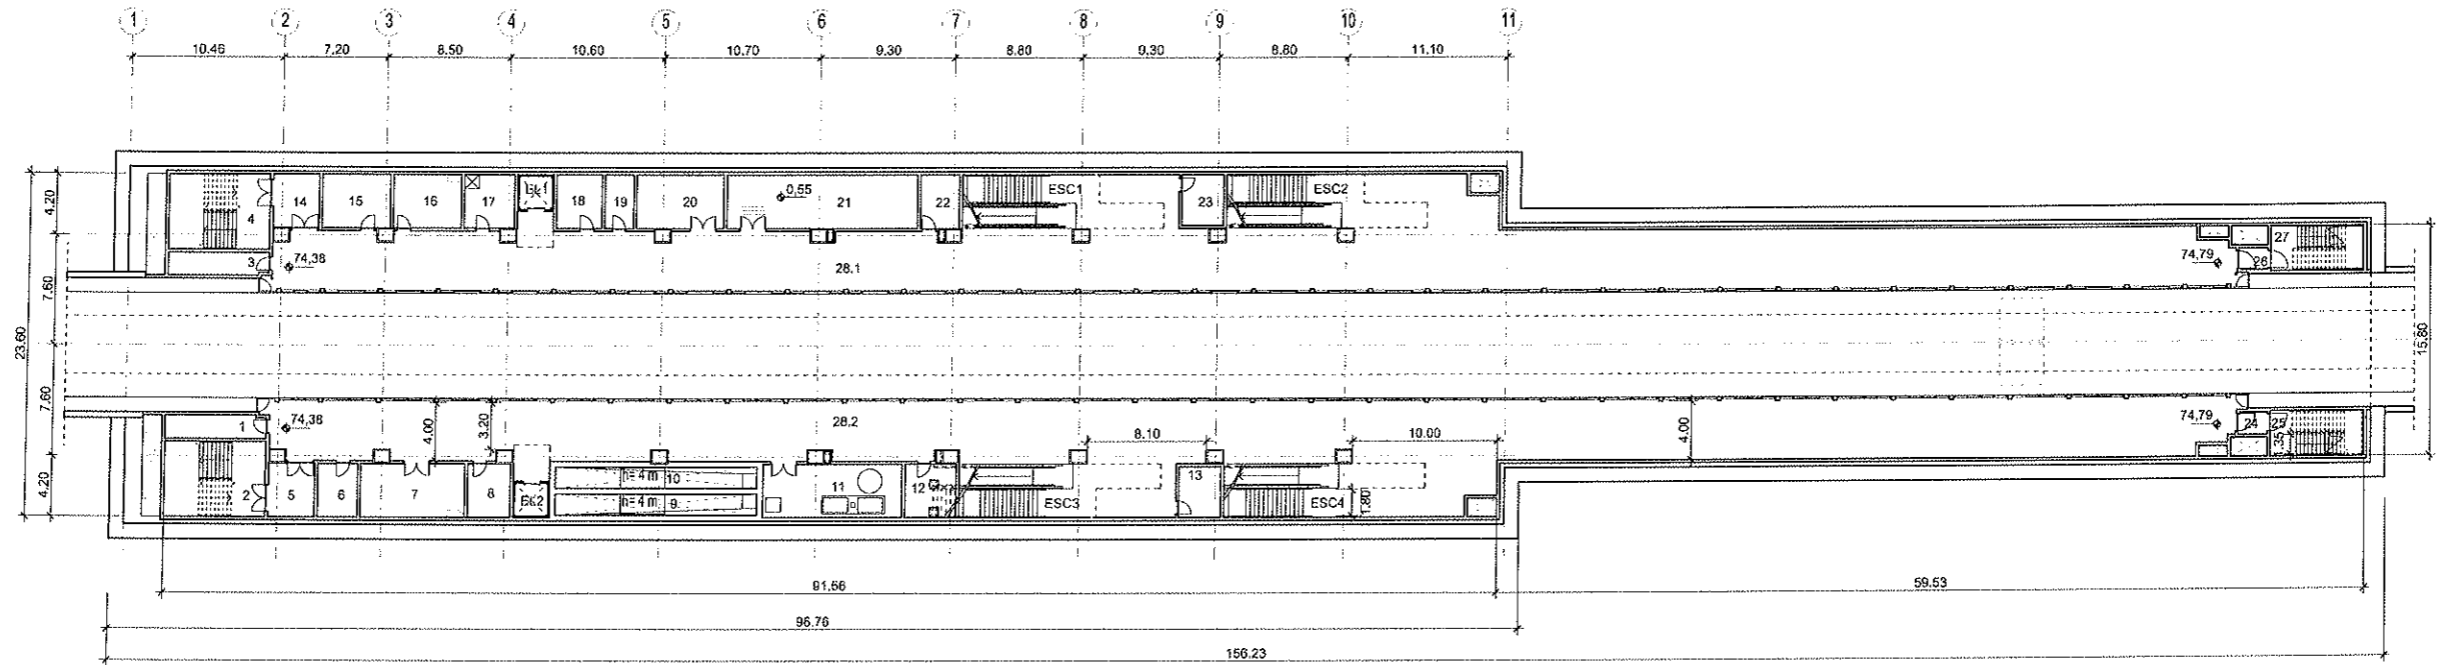 1 2 3 4 5 6 7 8 9 10 11
10.46 7.20 8.50 10.60 10.70 9.30 8.80 9.30 8.80 11.10
4.20
7.60
23.60
7.60
4.20
4 14 15 16 17 18 19 20 0,55 21 22 ESC1 23 ESC2
3 74,38 28.1 74,79 26 27
15.80
1 74,38 4.00 3.20 28.2 8.10 10.00 4.00 74,79 24 25
.35
2 5 6 7 8 EL2 h=4 m 10 11 12 13
h=4 m 9 ESC3 ESC4 1.80
91.56 59.53
96.76
156.23